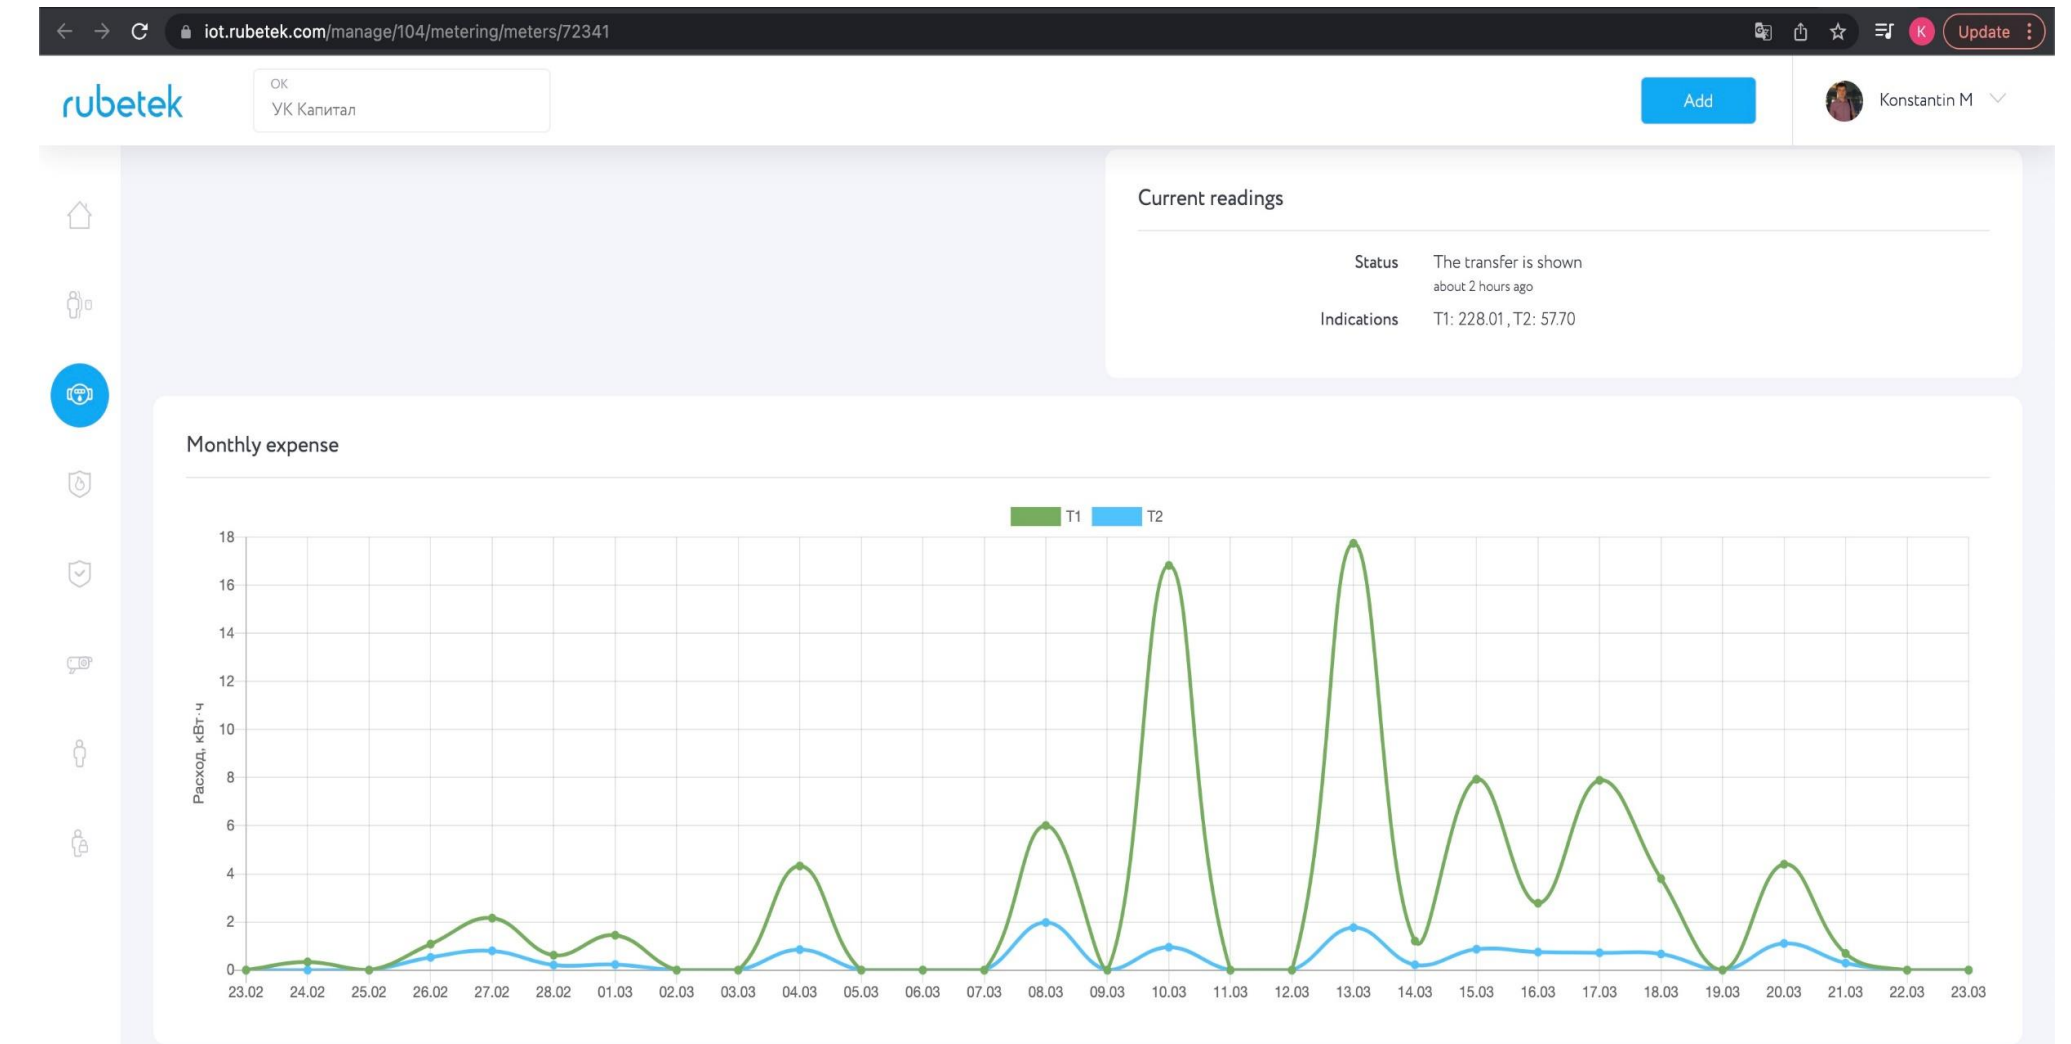 iot.rubetek.com/manage/104/metering/meters/72341
K
Update
rubetek
OK
УК Капитал
Add
Konstantin M
Current readings
Status The transfer is shown
about 2 hours ago
Indications T1: 228.01 , T2: 57.70
Monthly expense
T1 T2
Расход, кВт·ч
18
16
14
12
10
8
6
4
2
0
23.02 24.02 25.02 26.02 27.02 28.02 01.03 02.03 03.03 04.03 05.03 06.03 07.03 08.03 09.03 10.03 11.03 12.03 13.03 14.03 15.03 16.03 17.03 18.03 19.03 20.03 21.03 22.03 23.03